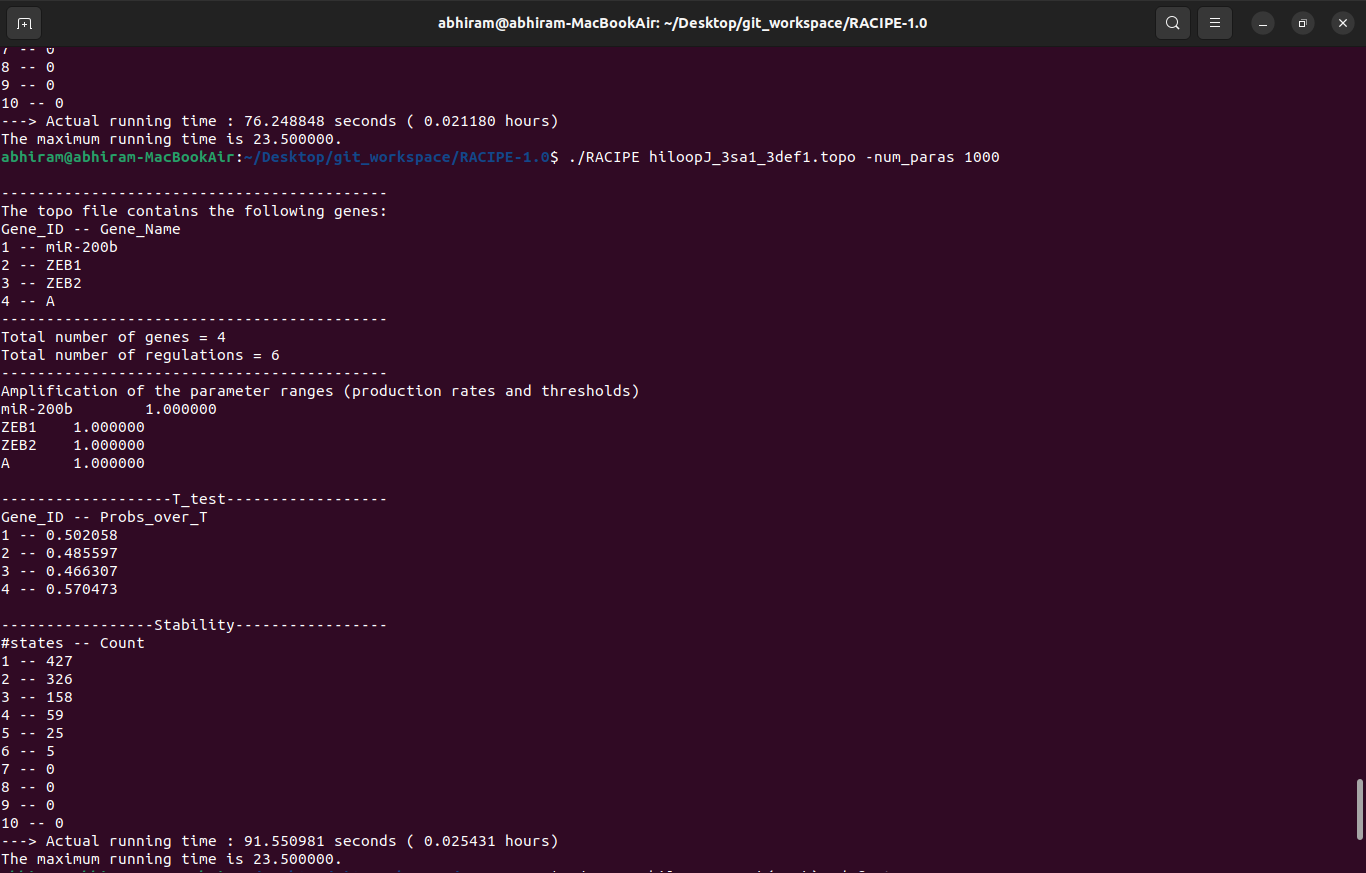 abhiram@abhiram-MacBookAir: ~/Desktop/git_workspace/RACIPE-1.0
7 -- 0
8 -- 0
9 -- 0
10 -- 0
---> Actual running time : 76.248848 seconds ( 0.021180 hours)
The maximum running time is 23.500000.
abhiram@abhiram-MacBookAir:~/Desktop/git_workspace/RACIPE-1.0$ ./RACIPE hiloopJ_3sa1_3def1.topo -num_paras 1000
-------------------------------------------
The topo file contains the following genes:
Gene_ID -- Gene_Name
1 -- miR-200b
2 -- ZEB1
3 -- ZEB2
4 -- A
-------------------------------------------
Total number of genes = 4
Total number of regulations = 6
-------------------------------------------
Amplification of the parameter ranges (production rates and thresholds)
miR-200b        1.000000
ZEB1    1.000000
ZEB2    1.000000
A       1.000000
-------------------T_test------------------
Gene_ID -- Probs_over_T
1 -- 0.502058
2 -- 0.485597
3 -- 0.466307
4 -- 0.570473
-----------------Stability-----------------
#states -- Count
1 -- 427
2 -- 326
3 -- 158
4 -- 59
5 -- 25
6 -- 5
7 -- 0
8 -- 0
9 -- 0
10 -- 0
---> Actual running time : 91.550981 seconds ( 0.025431 hours)
The maximum running time is 23.500000.